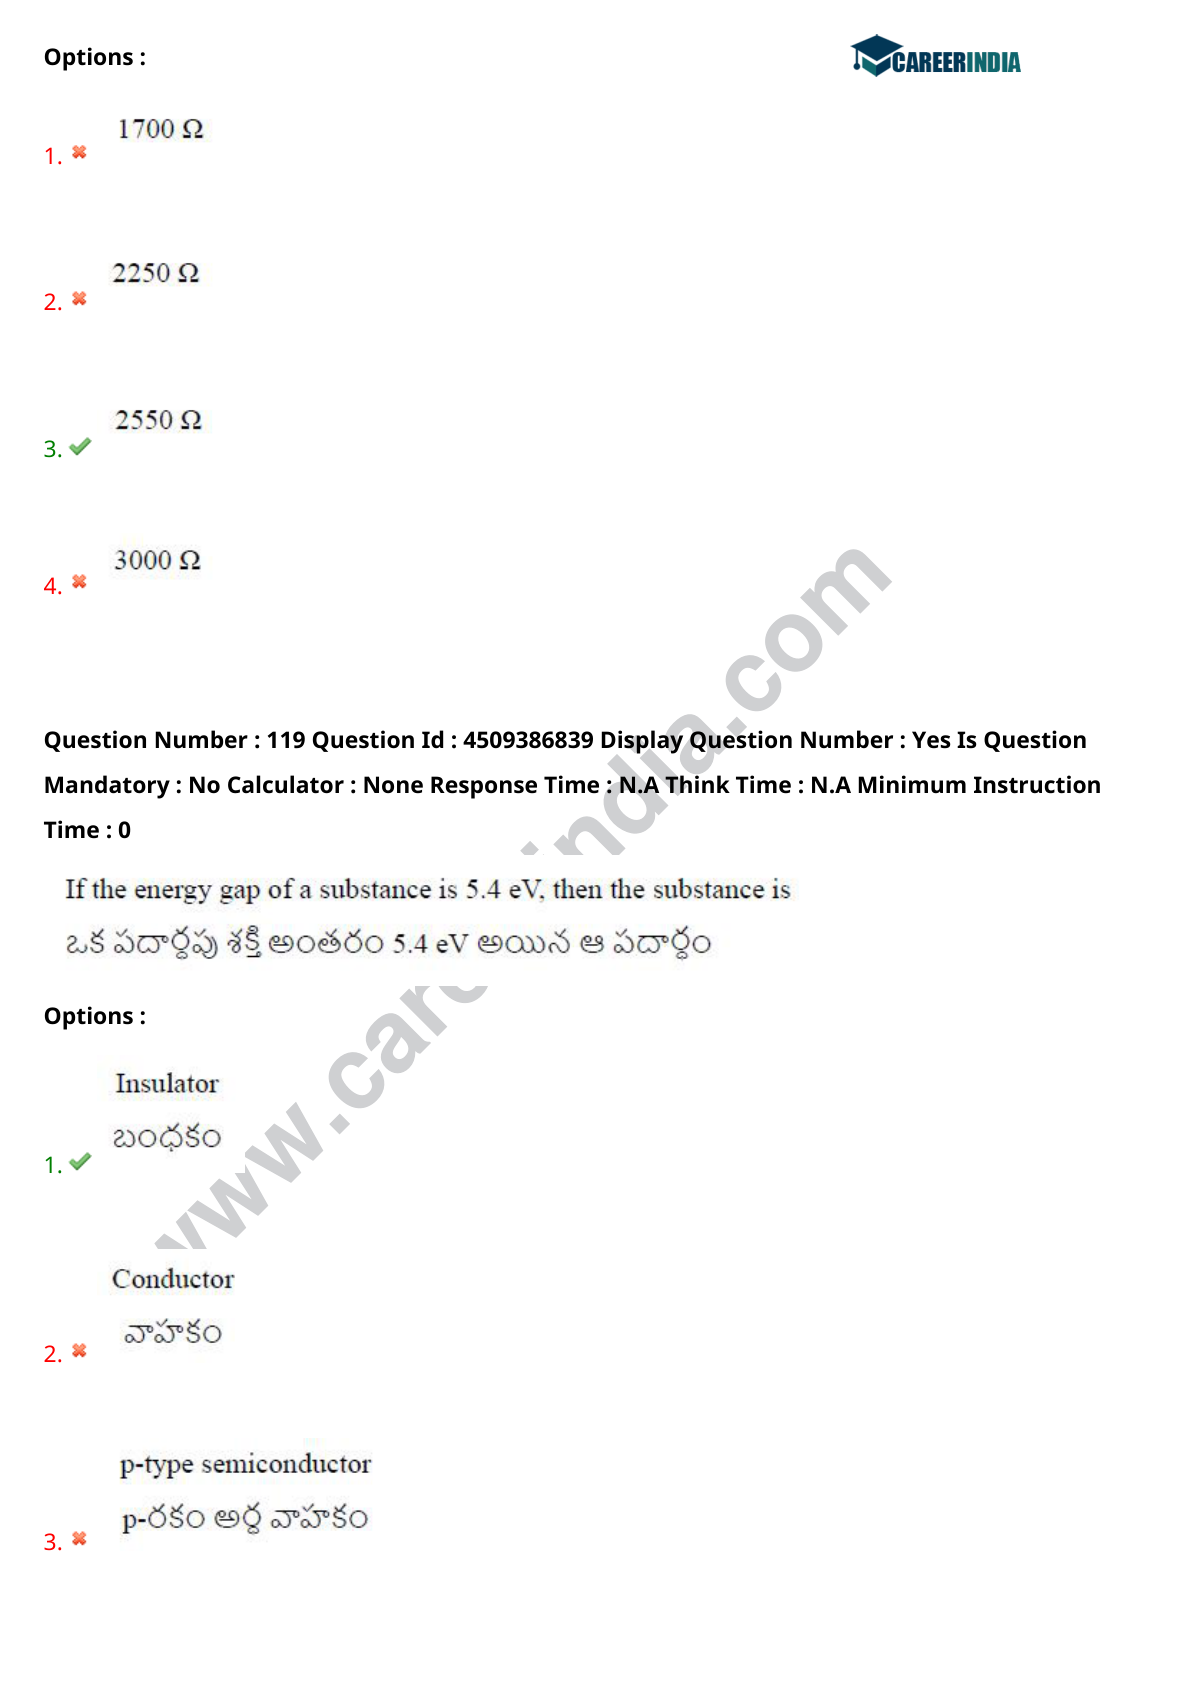 Options :
CAREERINDIA
1700 Ω
1.
2250 Ω
2.
2550 Ω
3.
3000 Ω
4.
Question Number : 119 Question Id : 4509386839 Display Question Number : Yes Is Question
Mandatory : No Calculator : None Response Time : N.A Think Time : N.A Minimum Instruction
Time : 0
If the energy gap of a substance is 5.4 eV, then the substance is
ఒక పదార్థపు శక్తి అంతరం 5.4 eV అయిన ఆ పదార్థం
Options :
Insulator
బంధకం
1.
Conductor
వాహకం
2.
p-type semiconductor
p-రకం అర్ధ వాహకం
3.